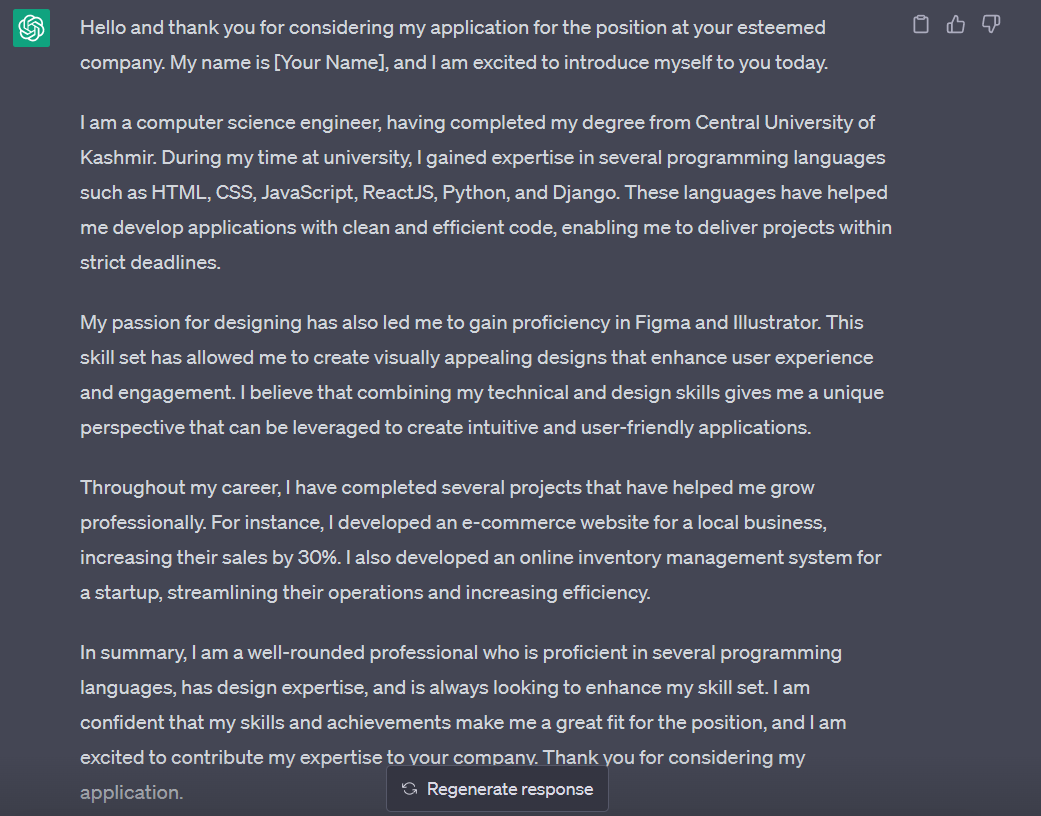 Hello and thank you for considering my application for the position at your esteemed
company. My name is [Your Name], and I am excited to introduce myself to you today.
I am a computer science engineer, having completed my degree from Central University of
Kashmir. During my time at university, I gained expertise in several programming languages
such as HTML, CSS, JavaScript, ReactJS, Python, and Django. These languages have helped
me develop applications with clean and efficient code, enabling me to deliver projects within
strict deadlines.
My passion for designing has also led me to gain proficiency in Figma and Illustrator. This
skill set has allowed me to create visually appealing designs that enhance user experience
and engagement. I believe that combining my technical and design skills gives me a unique
perspective that can be leveraged to create intuitive and user-friendly applications.
Throughout my career, I have completed several projects that have helped me grow
professionally. For instance, I developed an e-commerce website for a local business,
increasing their sales by 30%. I also developed an online inventory management system for
a startup, streamlining their operations and increasing efficiency.
In summary, I am a well-rounded professional who is proficient in several programming
languages, has design expertise, and is always looking to enhance my skill set. I am
confident that my skills and achievements make me a great fit for the position, and I am
excited to contribute my expertise to your company. Thank you for considering my
application.
Regenerate response